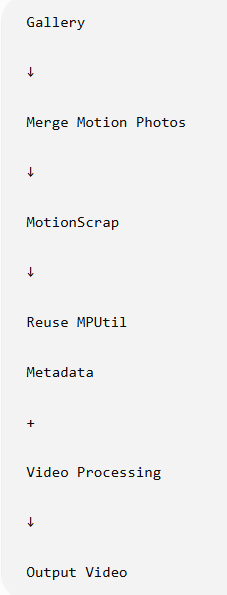 Gallery
↓
Merge Motion Photos
↓
MotionScrap
↓
Reuse MPUtil
Metadata
+
Video Processing
↓
Output Video